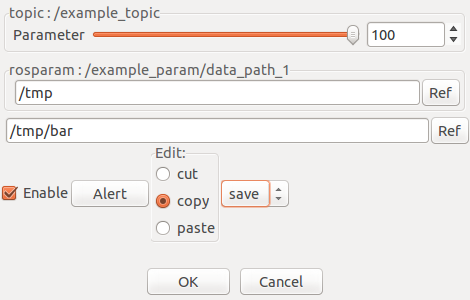 topic : /example_topic
Parameter 100
rosparam : /example_param/data_path_1
/tmp Ref
/tmp/bar Ref
Edit:
cut
Enable Alert copy save
paste
OK Cancel